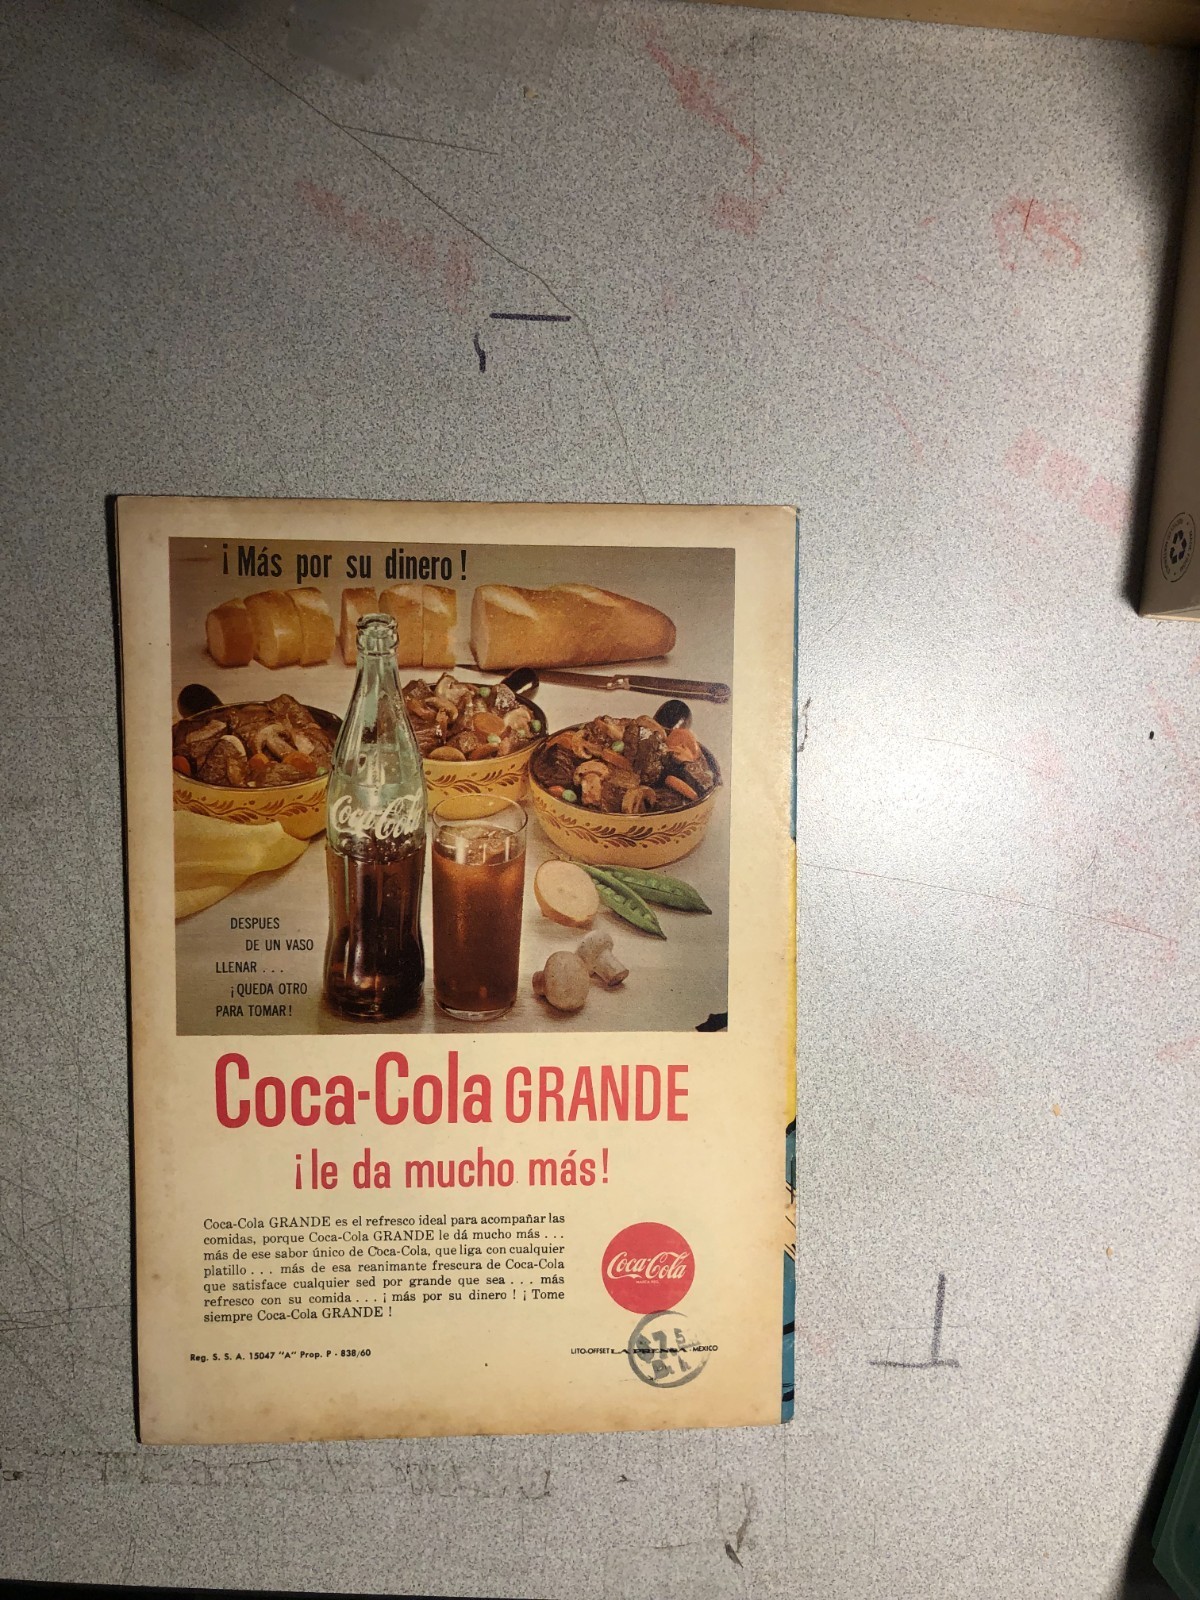 ¡Más por su dinero!
Coca-Cola
DESPUES
DE UN VASO
LLENAR . . .
¡QUEDA OTRO
PARA TOMAR!
Coca-Cola GRANDE
¡le da mucho más!
Coca-Cola GRANDE es el refresco ideal para acompañar las
comidas, porque Coca-Cola GRANDE le dá mucho más . . .
más de ese sabor único de Coca-Cola, que liga con cualquier
platillo . . . más de esa reanimante frescura de Coca-Cola
que satisface cualquier sed por grande que sea . . . más
refresco con su comida . . . ¡ más por su dinero ! ¡ Tome
siempre Coca-Cola GRANDE !
Coca-Cola
Reg. S. S. A. 15047 "A" Prop. P - 838/60
LITO-OFFSET LA PRENSA - MEXICO